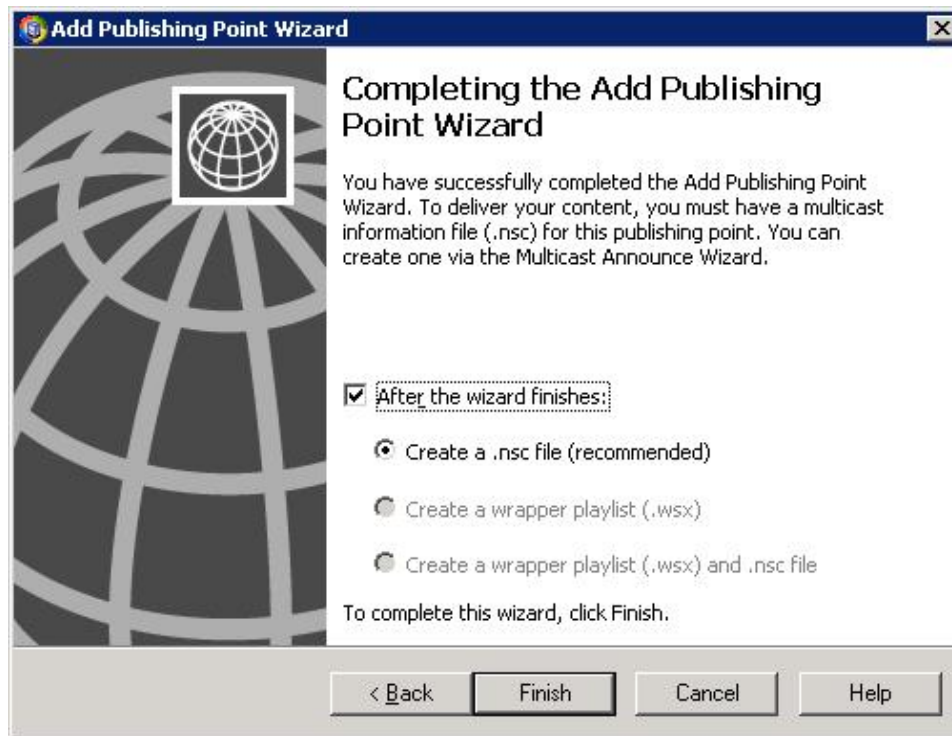 Add Publishing Point Wizard
Completing the Add Publishing
Point Wizard
You have successfully completed the Add Publishing Point
Wizard. To deliver your content, you must have a multicast
information file (.nsc) for this publishing point. You can
create one via the Multicast Announce Wizard.
After the wizard finishes:
Create a .nsc file (recommended)
Create a wrapper playlist (.wsx)
Create a wrapper playlist (.wsx) and .nsc file
To complete this wizard, click Finish.
< Back Finish Cancel Help